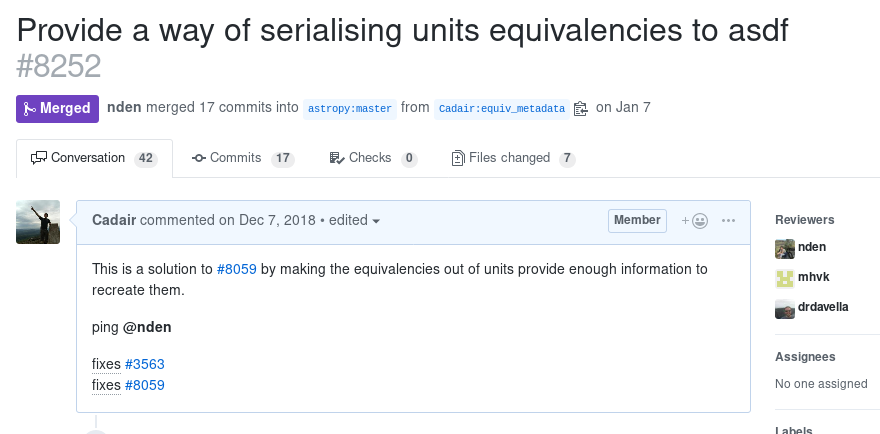 Provide a way of serialising units equivalencies to asdf
#8252
Merged nden merged 17 commits into astropy:master from Cadair:equiv_metadata on Jan 7
Conversation 42 Commits 17 Checks 0 Files changed 7
Cadair commented on Dec 7, 2018 • edited Member
This is a solution to #8059 by making the equivalencies out of units provide enough information to
recreate them.
ping @nden
fixes #3563
fixes #8059
Reviewers
nden
mhvk
drdavella
Assignees
No one assigned
Labels